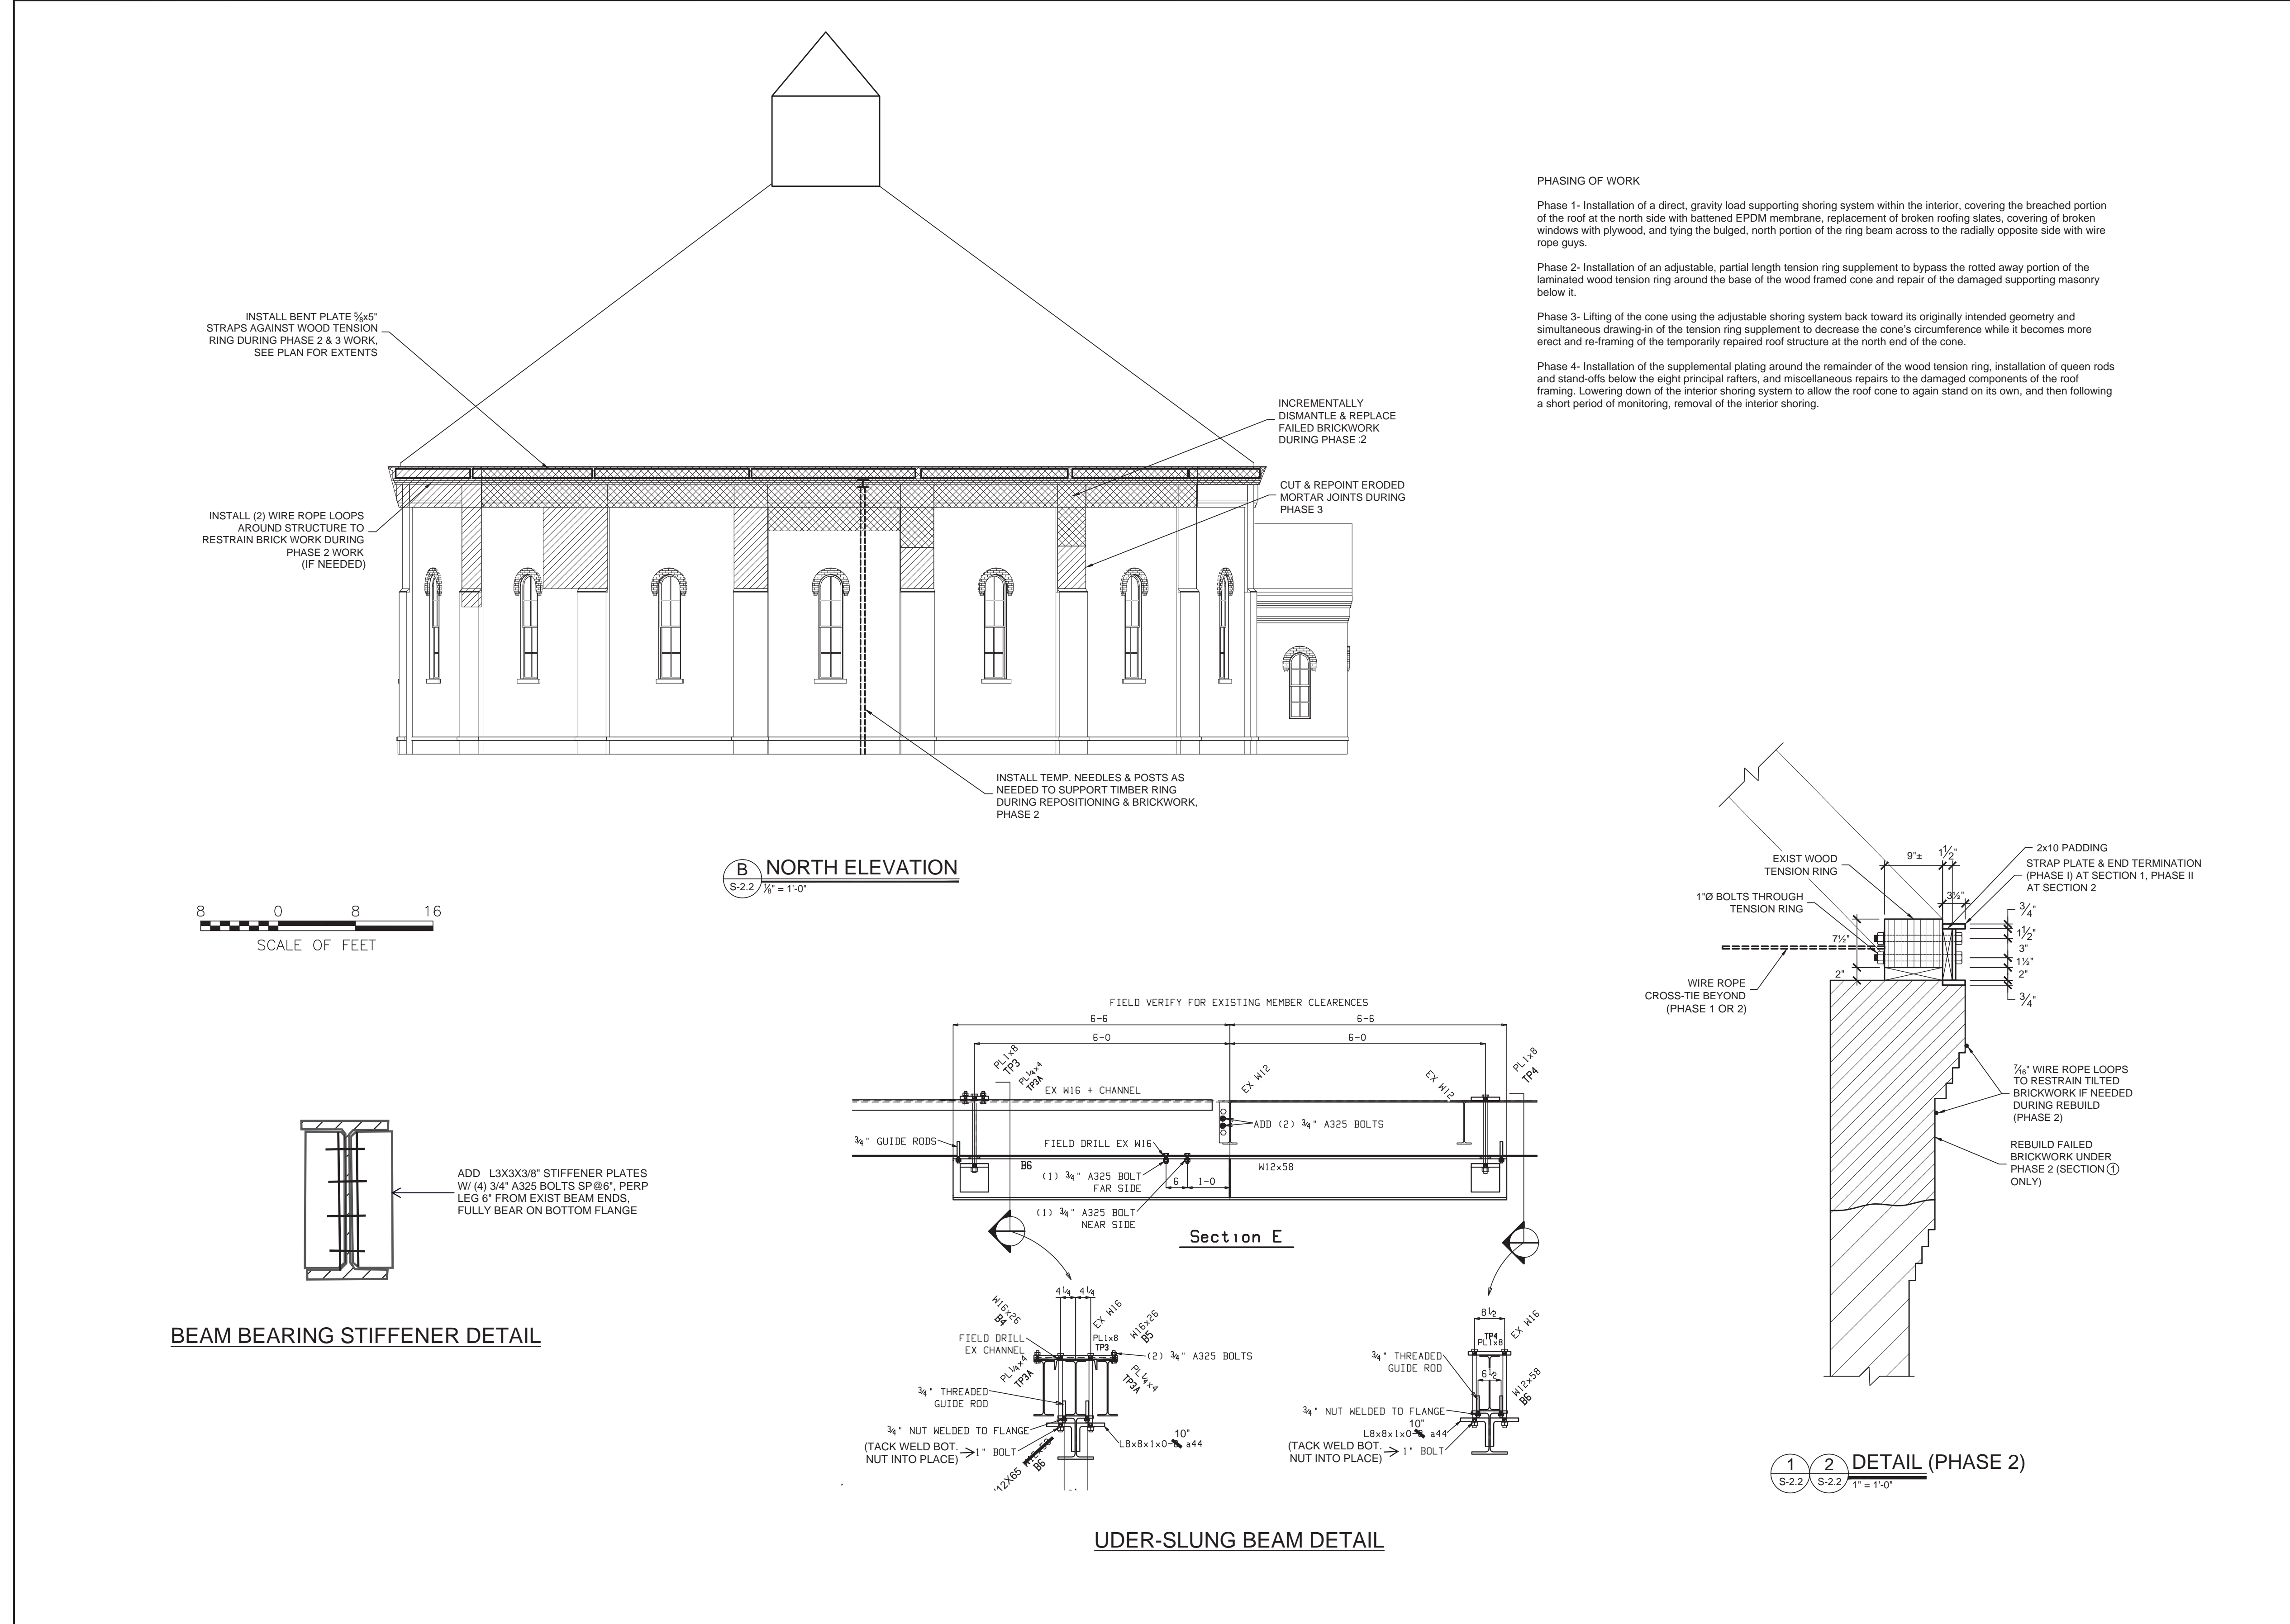 PHASING OF WORK
Phase 1- Installation of a direct, gravity load supporting shoring system within the interior, covering the breached portion
of the roof at the north side with battened EPDM membrane, replacement of broken roofing slates, covering of broken
windows with plywood, and tying the bulged, north portion of the ring beam across to the radially opposite side with wire
rope guys.
Phase 2- Installation of an adjustable, partial length tension ring supplement to bypass the rotted away portion of the
laminated wood tension ring around the base of the wood framed cone and repair of the damaged supporting masonry
below it.
Phase 3- Lifting of the cone using the adjustable shoring system back toward its originally intended geometry and
simultaneous drawing-in of the tension ring supplement to decrease the cone's circumference while it becomes more
erect and re-framing of the temporarily repaired roof structure at the north end of the cone.
Phase 4- Installation of the supplemental plating around the remainder of the wood tension ring, installation of queen rods
and stand-offs below the eight principal rafters, and miscellaneous repairs to the damaged components of the roof
framing. Lowering down of the interior shoring system to allow the roof cone to again stand on its own, and then following
a short period of monitoring, removal of the interior shoring.
INSTALL BENT PLATE ⅝x5"
STRAPS AGAINST WOOD TENSION
RING DURING PHASE 2 & 3 WORK,
SEE PLAN FOR EXTENTS
INCREMENTALLY
DISMANTLE & REPLACE
FAILED BRICKWORK
DURING PHASE :2
CUT & REPOINT ERODED
MORTAR JOINTS DURING
PHASE 3
INSTALL (2) WIRE ROPE LOOPS
AROUND STRUCTURE TO
RESTRAIN BRICK WORK DURING
PHASE 2 WORK
(IF NEEDED)
INSTALL TEMP. NEEDLES & POSTS AS
NEEDED TO SUPPORT TIMBER RING
DURING REPOSITIONING & BRICKWORK,
PHASE 2
B
S-2.2
NORTH ELEVATION
⅛" = 1'-0"
8 0 8 16
SCALE OF FEET
ADD L3X3X3/8" STIFFENER PLATES
W/ (4) 3/4" A325 BOLTS SP@6", PERP
LEG 6" FROM EXIST BEAM ENDS,
FULLY BEAR ON BOTTOM FLANGE
BEAM BEARING STIFFENER DETAIL
FIELD VERIFY FOR EXISTING MEMBER CLEARENCES
6-6 6-6
6-0 6-0
PL1x8
TP3
PL¼x4
TP3A
EX W16 + CHANNEL
EX W12
EX W12
PL1x8
TP4
ADD (2) ¾" A325 BOLTS
¾" GUIDE RODS
FIELD DRILL EX W16
B6
W12x58
(1) ¾" A325 BOLT
FAR SIDE
6 1-0
(1) ¾" A325 BOLT
NEAR SIDE
Section E
4¼ 4¼
W16x26
B4
EX W16
W16x26
B5
FIELD DRILL
EX CHANNEL
PL1x8
TP3
(2) ¾" A325 BOLTS
PL¼x4
TP3A
PL¼x4
TP3A
¾" THREADED
GUIDE ROD
¾" NUT WELDED TO FLANGE
(TACK WELD BOT.
NUT INTO PLACE)
1" BOLT
10"
L8x8x1x0- a44
12X65
B6
8½
TP4
PL1x8
EX W16
¾" THREADED
GUIDE ROD
6½
W12x58
B6
¾" NUT WELDED TO FLANGE
10"
L8x8x1x0- a44
(TACK WELD BOT.
NUT INTO PLACE)
1" BOLT
UDER-SLUNG BEAM DETAIL
EXIST WOOD
TENSION RING
1"Ø BOLTS THROUGH
TENSION RING
9"±
1½"
3½"
2x10 PADDING
STRAP PLATE & END TERMINATION
(PHASE I) AT SECTION 1, PHASE II
AT SECTION 2
7½"
2"
¾"
1½"
3"
1½"
2"
¾"
WIRE ROPE
CROSS-TIE BEYOND
(PHASE 1 OR 2)
⁷⁄₁₆" WIRE ROPE LOOPS
TO RESTRAIN TILTED
BRICKWORK IF NEEDED
DURING REBUILD
(PHASE 2)
REBUILD FAILED
BRICKWORK UNDER
PHASE 2 (SECTION 1
ONLY)
1
S-2.2
2
S-2.2
DETAIL (PHASE 2)
1" = 1'-0"